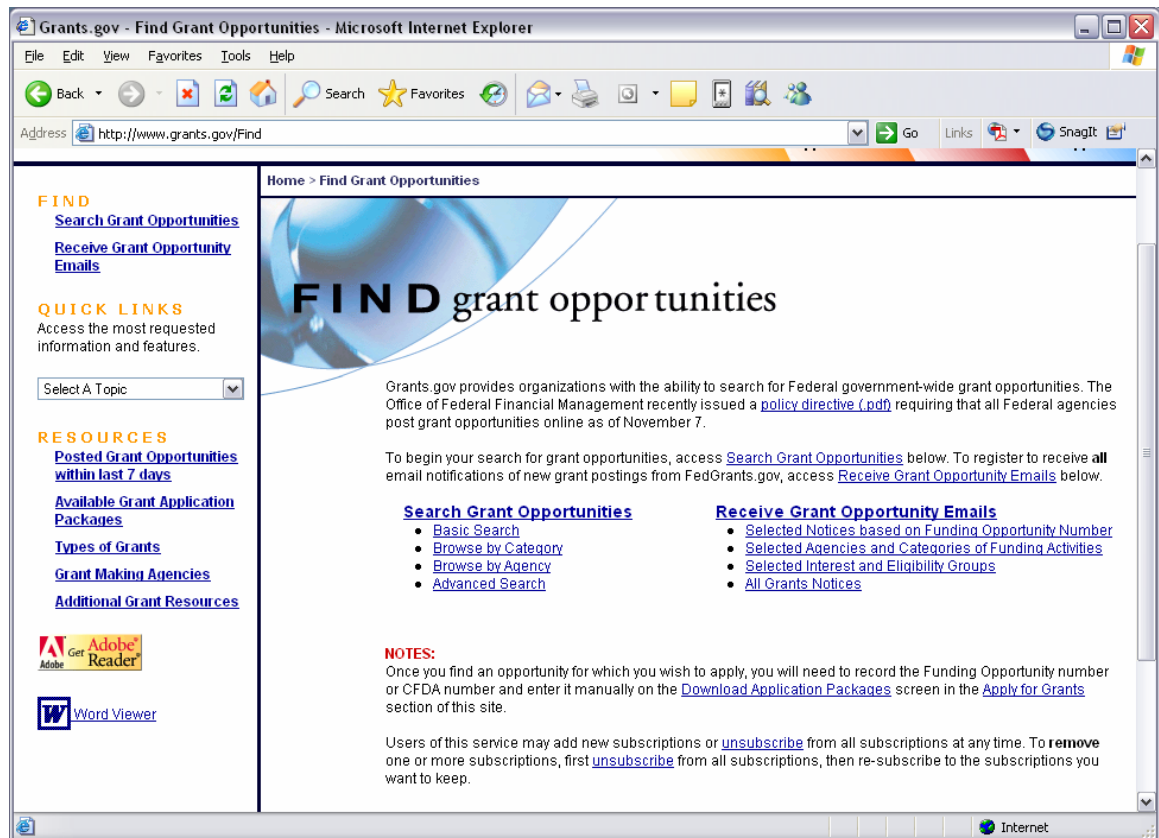 Grants.gov - Find Grant Opportunities - Microsoft Internet Explorer
File Edit View Favorites Tools Help
Back Search Favorites
Address http://www.grants.gov/Find Go Links SnagIt
Home > Find Grant Opportunities
FIND
Search Grant Opportunities
Receive Grant Opportunity
Emails
QUICK LINKS
Access the most requested
information and features.
Select A Topic
RESOURCES
Posted Grant Opportunities
within last 7 days
Available Grant Application
Packages
Types of Grants
Grant Making Agencies
Additional Grant Resources
Adobe Get Adobe Reader
W Word Viewer
FIND grant opportunities
Grants.gov provides organizations with the ability to search for Federal government-wide grant opportunities. The
Office of Federal Financial Management recently issued a policy directive (.pdf) requiring that all Federal agencies
post grant opportunities online as of November 7.
To begin your search for grant opportunities, access Search Grant Opportunities below. To register to receive all
email notifications of new grant postings from FedGrants.gov, access Receive Grant Opportunity Emails below.
Search Grant Opportunities
• Basic Search
• Browse by Category
• Browse by Agency
• Advanced Search
Receive Grant Opportunity Emails
• Selected Notices based on Funding Opportunity Number
• Selected Agencies and Categories of Funding Activities
• Selected Interest and Eligibility Groups
• All Grants Notices
NOTES:
Once you find an opportunity for which you wish to apply, you will need to record the Funding Opportunity number
or CFDA number and enter it manually on the Download Application Packages screen in the Apply for Grants
section of this site.
Users of this service may add new subscriptions or unsubscribe from all subscriptions at any time. To remove
one or more subscriptions, first unsubscribe from all subscriptions, then re-subscribe to the subscriptions you
want to keep.
Internet